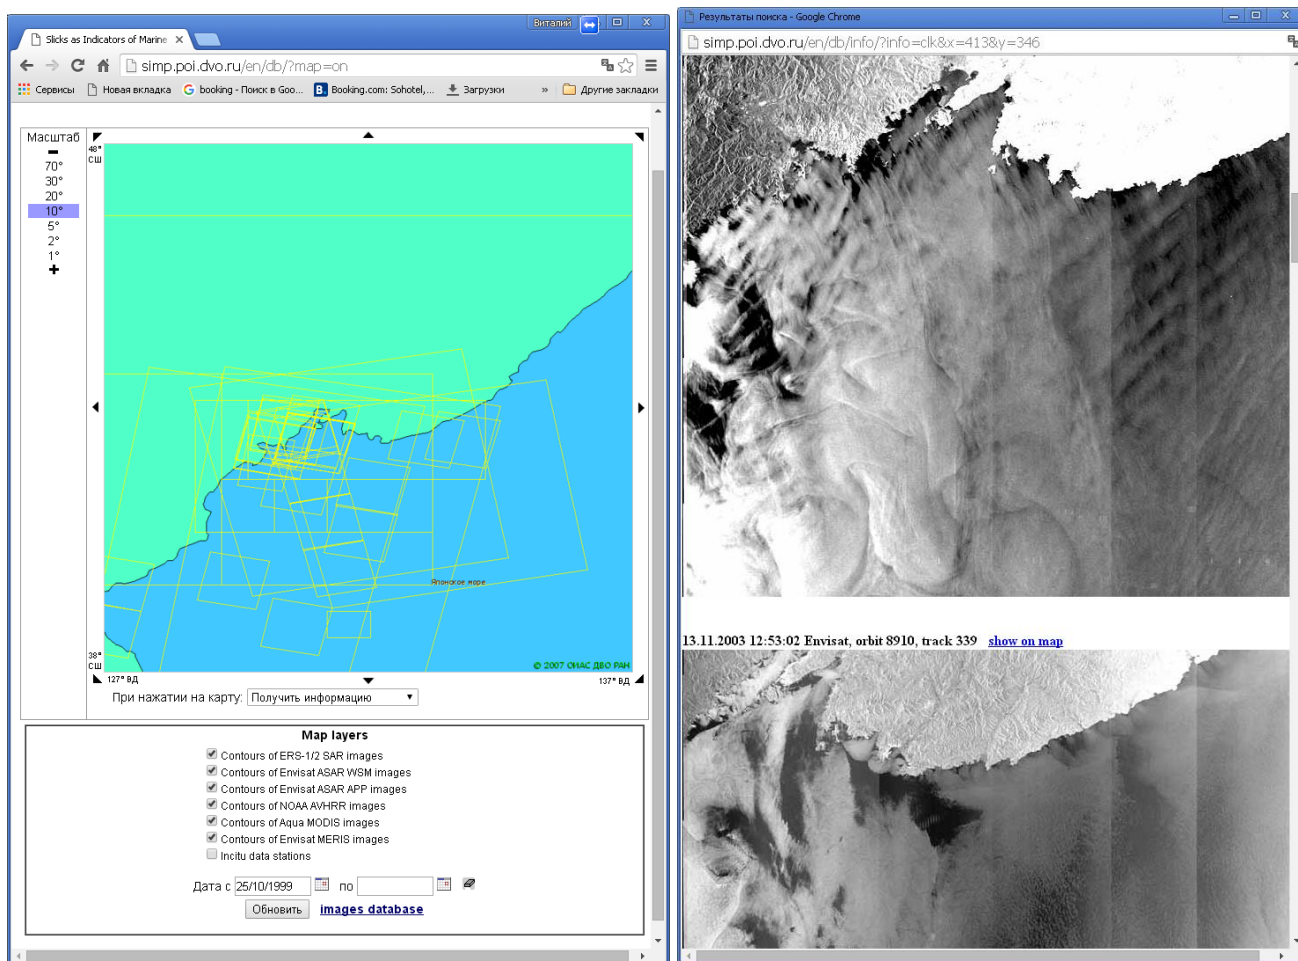 Виталий
Slicks as Indicators of Marine
simp.poi.dvo.ru/en/db/?map=on
Сервисы
Новая вкладка
booking - Поиск в Goo...
Booking.com: Sohotel,...
Загрузки
»
Другие закладки
Масштаб
70°
30°
20°
10°
5°
2°
1°
48°
СШ
Японское море
© 2007 ОИАС ДВО РАН
38°
СШ
127° ВД
137° ВД
При нажатии на карту: Получить информацию
Map layers
Contours of ERS-1/2 SAR images
Contours of Envisat ASAR WSM images
Contours of Envisat ASAR APP images
Contours of NOAA AVHRR images
Contours of Aqua MODIS images
Contours of Envisat MERIS images
Incitu data stations
Дата с 25/10/1999 по
Обновить images database
Результаты поиска - Google Chrome
simp.poi.dvo.ru/en/db/info/?info=clk&x=413&y=346
13.11.2003 12:53:02 Envisat, orbit 8910, track 339 show on map